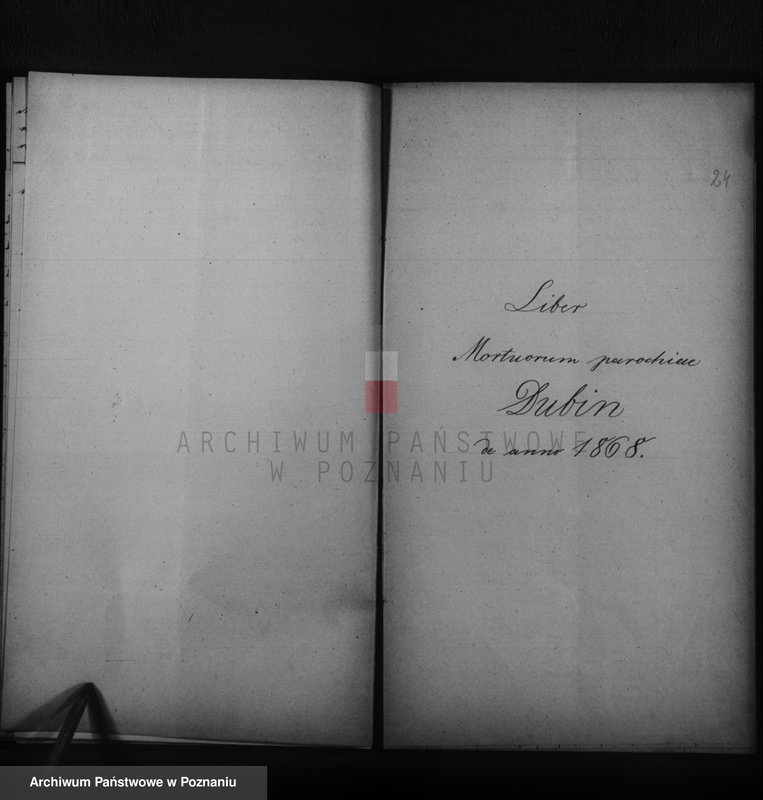 24
Liber
Mortuorum parochiae
Dubin
de anno 1868.
ARCHIWUM PAŃSTWOWE
W POZNANIU
Archiwum Państwowe w Poznaniu